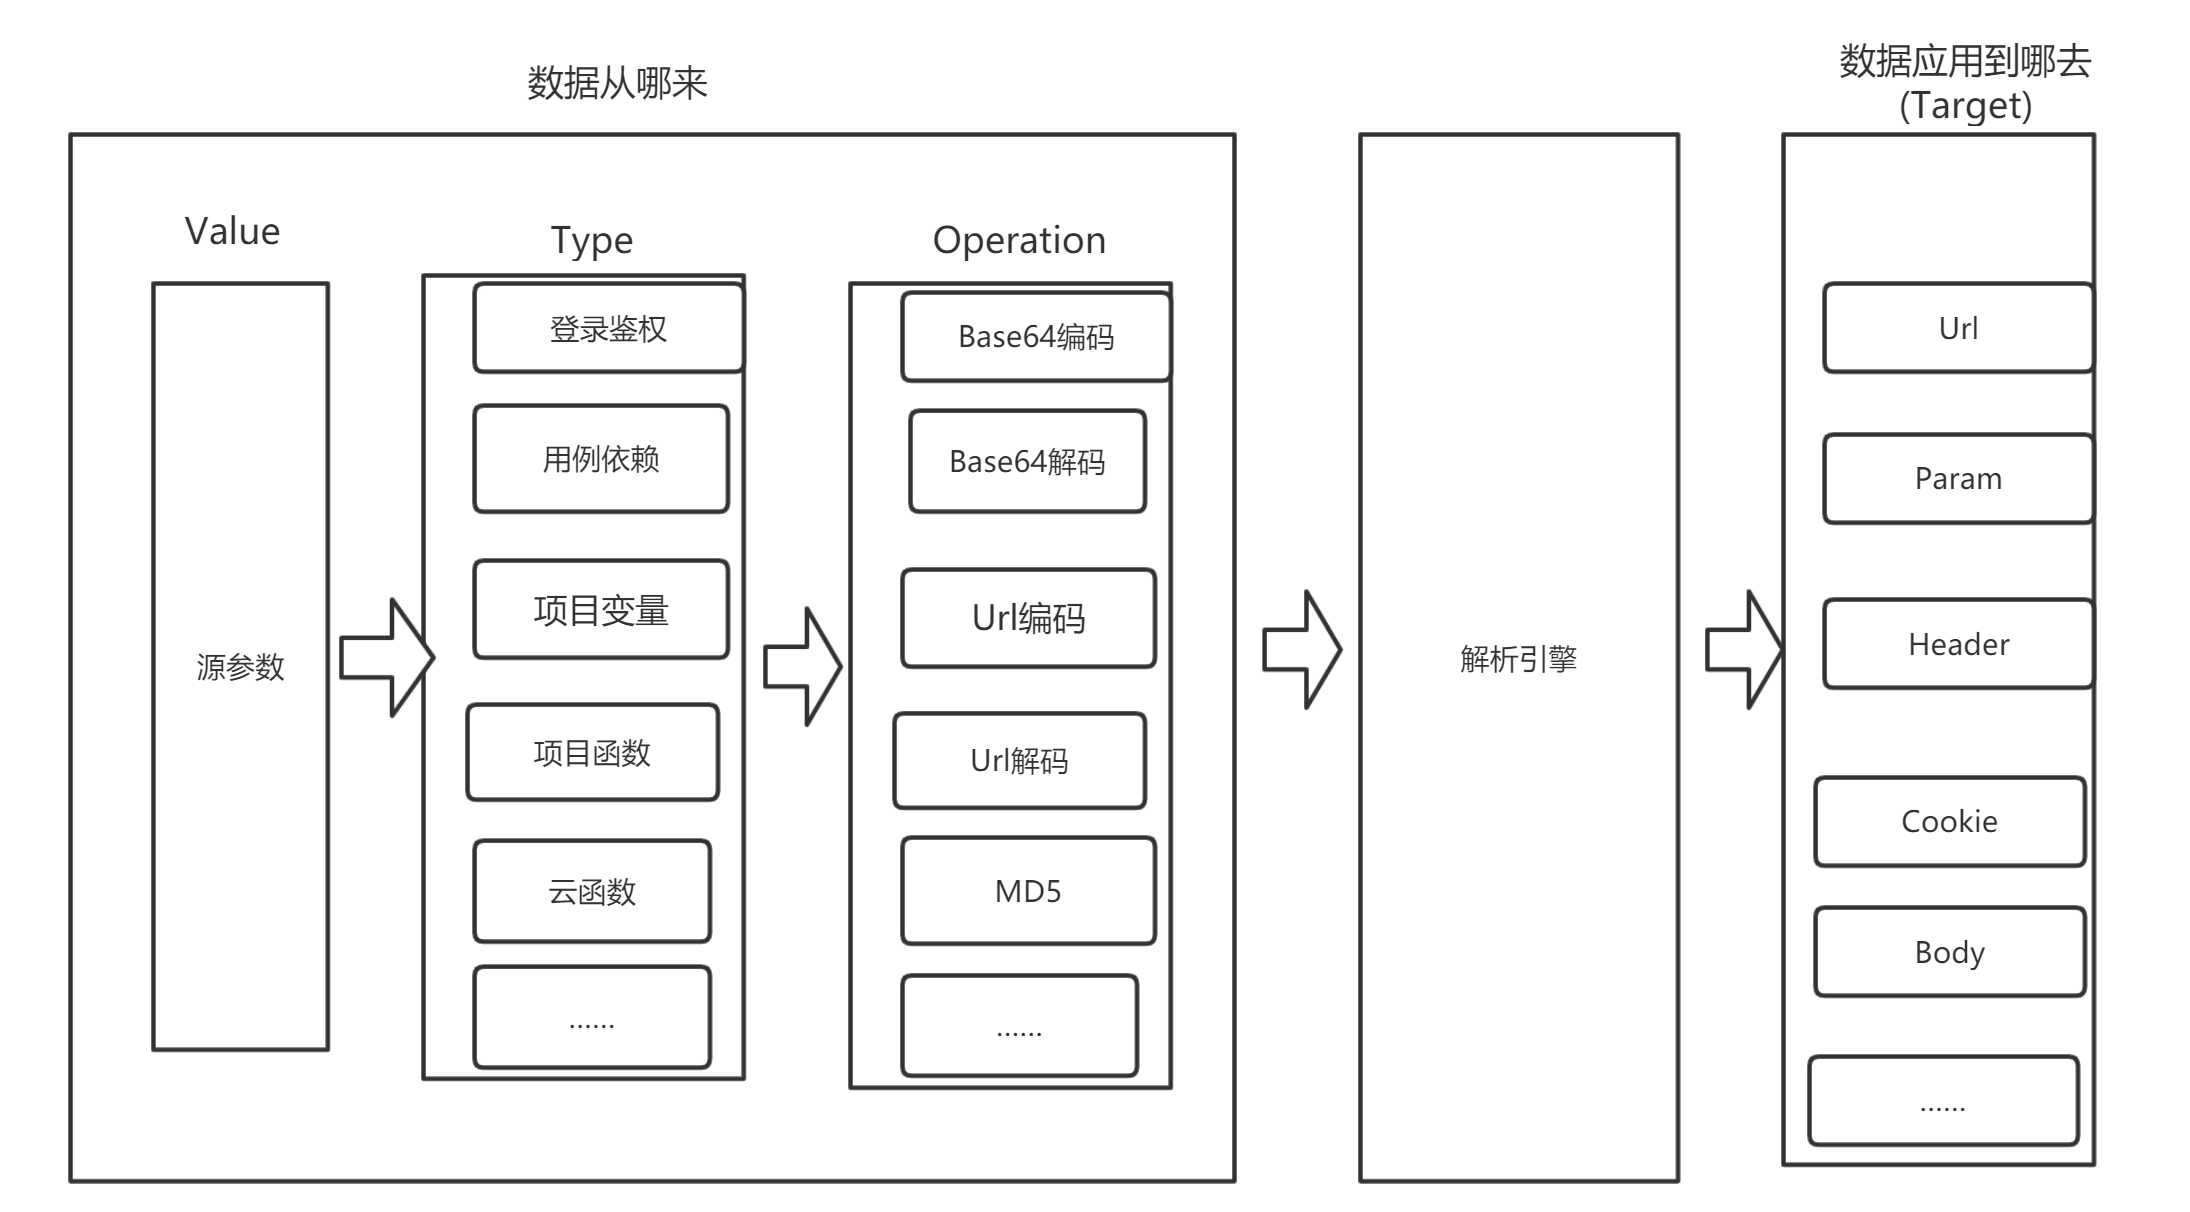 数据从哪来
数据应用到哪去
(Target)
Value
Type
Operation
源参数
登录鉴权
用例依赖
项目变量
项目函数
云函数
......
Base64编码
Base64解码
Url编码
Url解码
MD5
......
解析引擎
Url
Param
Header
Cookie
Body
......